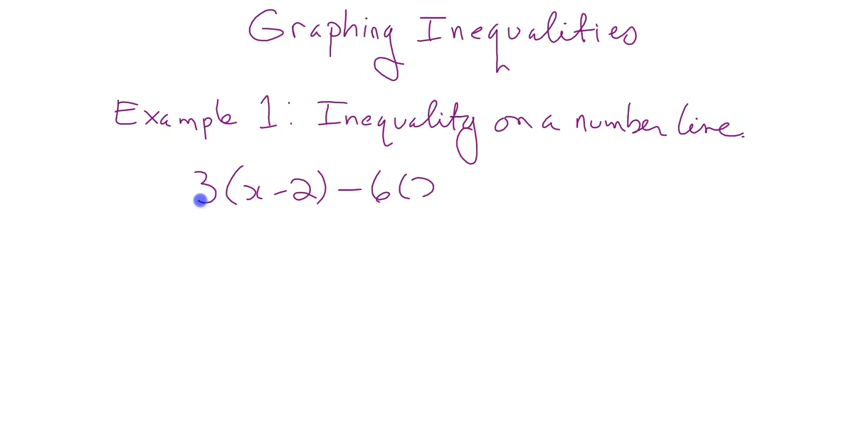 Graphing Inequalities
Example 1: Inequality on a number line.
3(x-2) - 6()